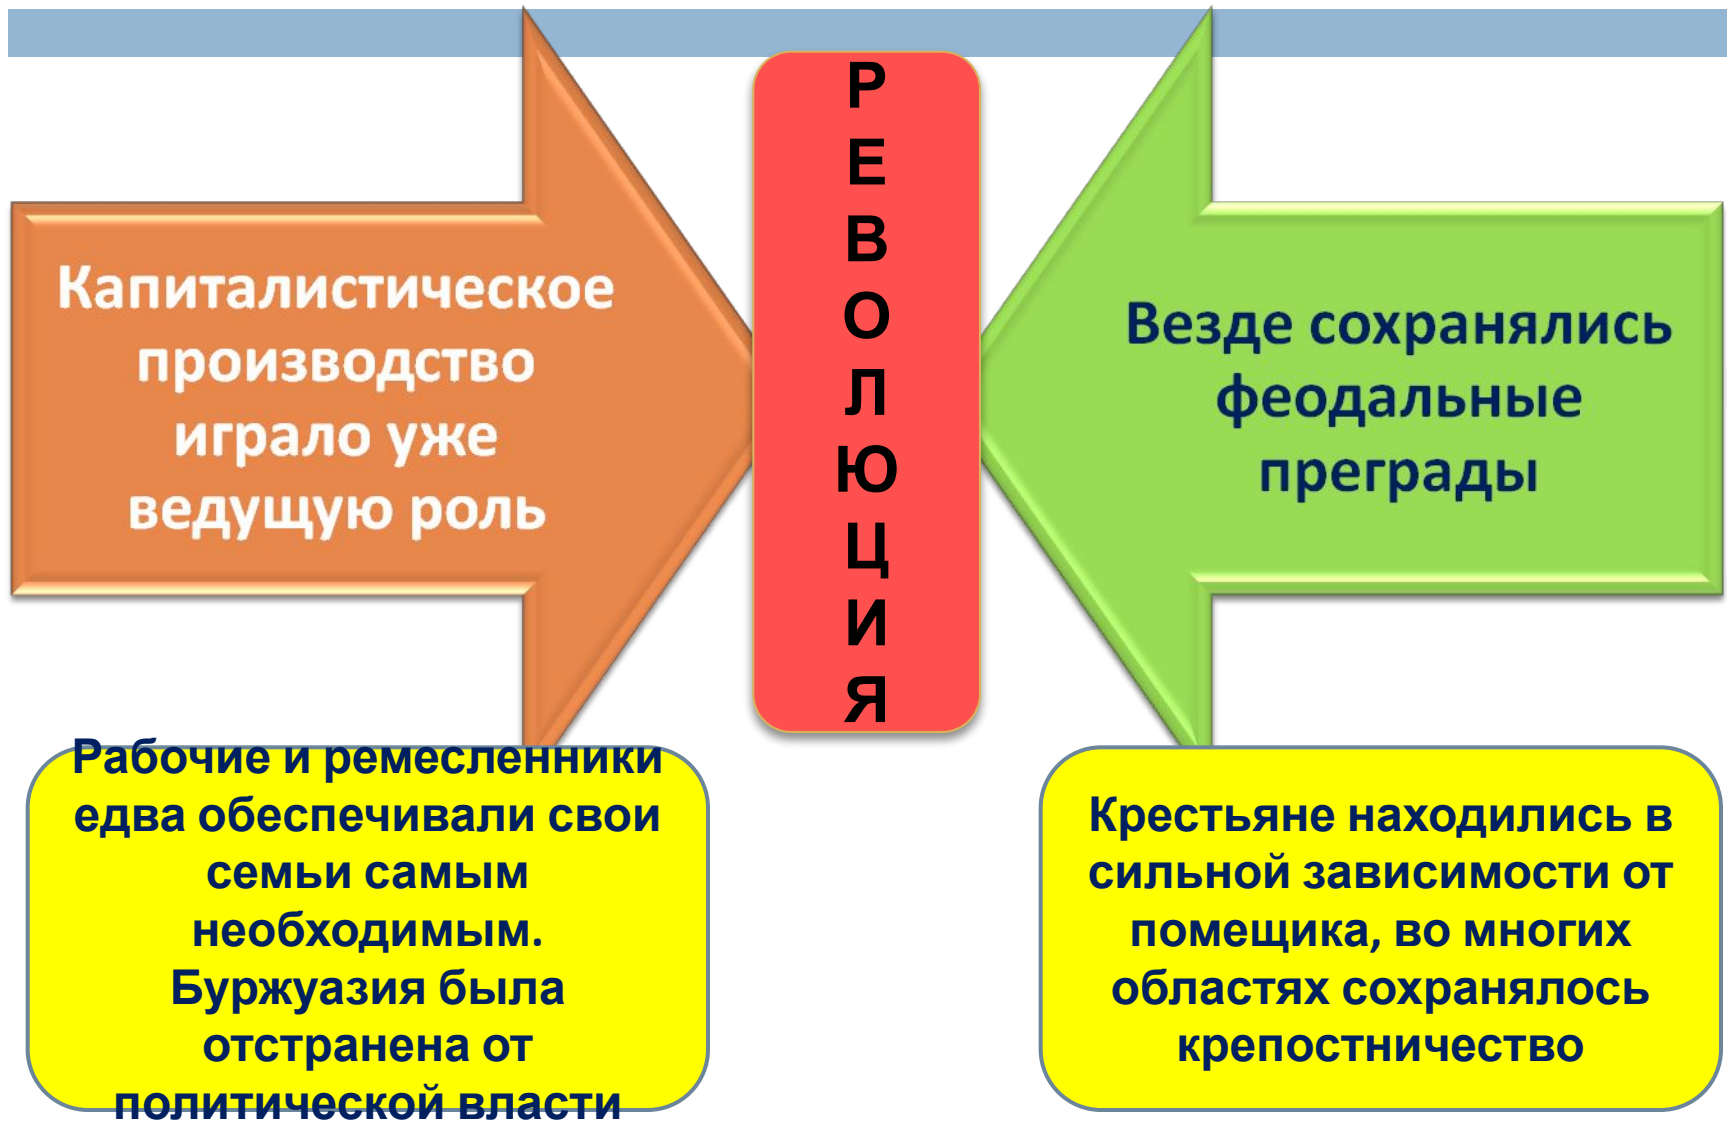 Капиталистическое
производство
играло уже
ведущую роль
Р
Е
В
О
Л
Ю
Ц
И
Я
Везде сохранялись
феодальные
преграды
Рабочие и ремесленники
едва обеспечивали свои
семьи самым
необходимым.
Буржуазия была
отстранена от
политической власти
Крестьяне находились в
сильной зависимости от
помещика, во многих
областях сохранялось
крепостничество